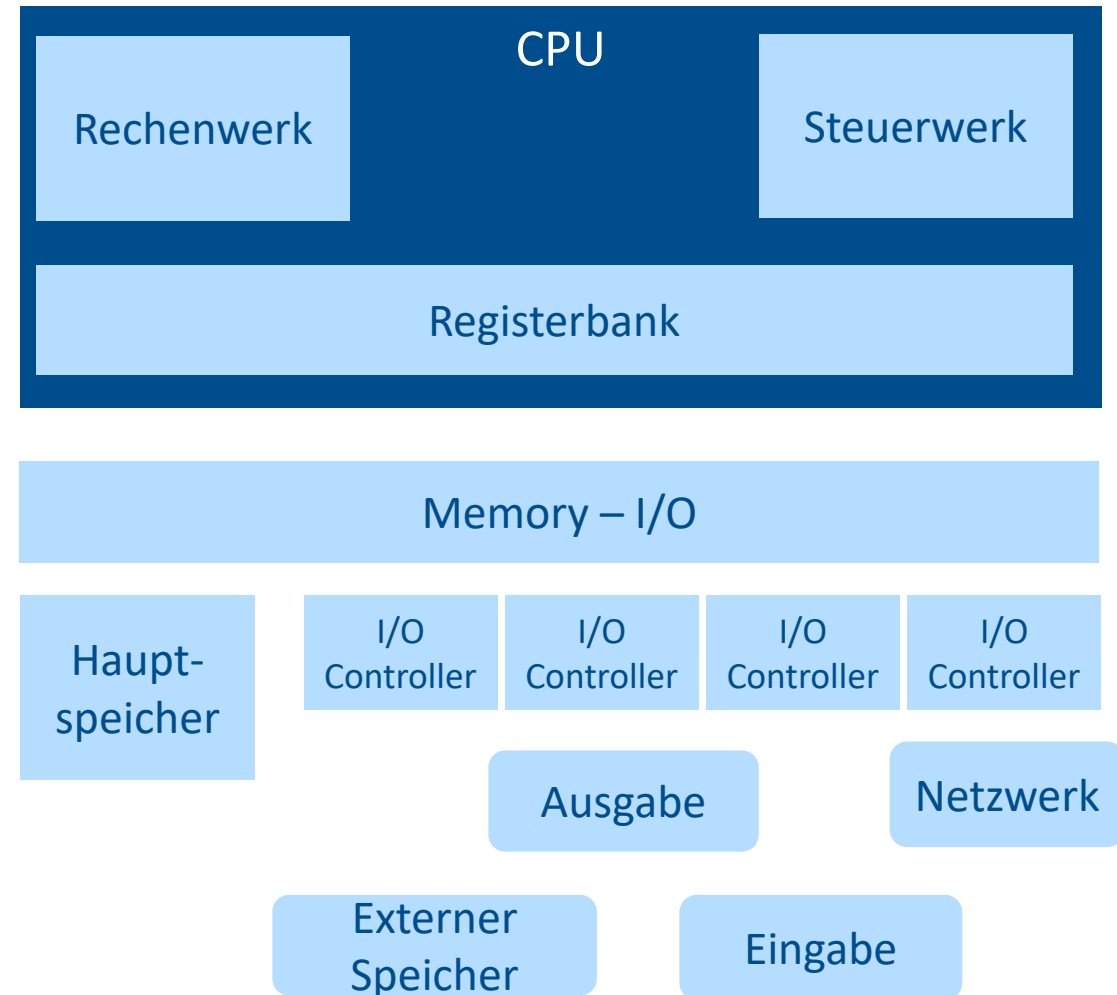 CPU
Rechenwerk
Steuerwerk
Registerbank
Memory – I/O
Haupt-
speicher
I/O
Controller
I/O
Controller
I/O
Controller
I/O
Controller
Ausgabe
Netzwerk
Externer
Speicher
Eingabe